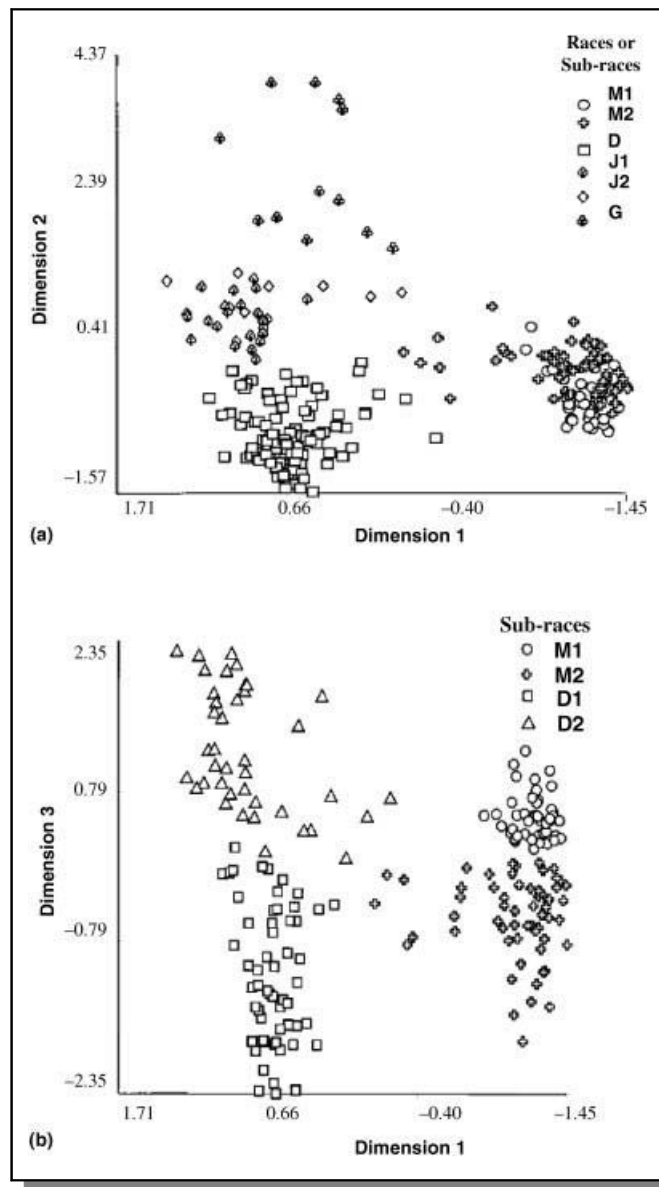 4.37
2.39
0.41
−1.57
Dimension 2
1.71
0.66
−0.40
−1.45
Dimension 1
Races or
Sub-races
M1
M2
D
J1
J2
G
(a)
2.35
0.79
−0.79
−2.35
Dimension 3
1.71
0.66
−0.40
−1.45
Dimension 1
Sub-races
M1
M2
D1
D2
(b)